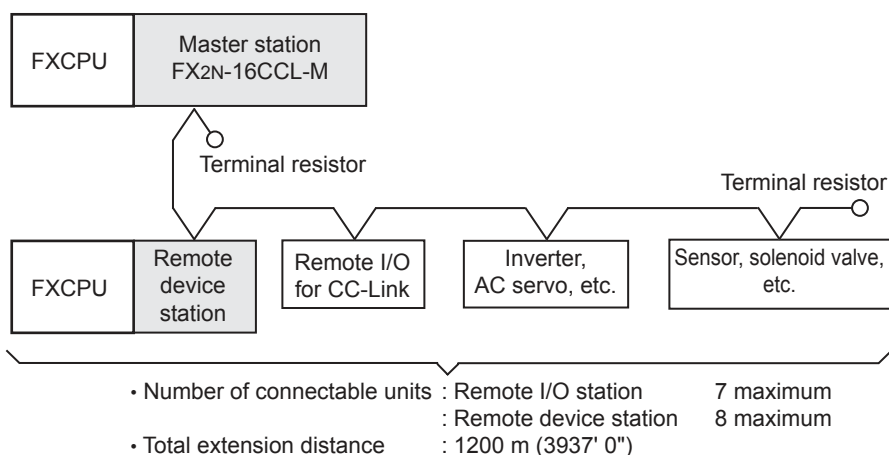 FXCPU
Master station
FX2N-16CCL-M
Terminal resistor
Terminal resistor
FXCPU
Remote
device
station
Remote I/O
for CC-Link
Inverter,
AC servo, etc.
Sensor, solenoid valve,
etc.
• Number of connectable units : Remote I/O station 7 maximum
: Remote device station 8 maximum
• Total extension distance : 1200 m (3937' 0")